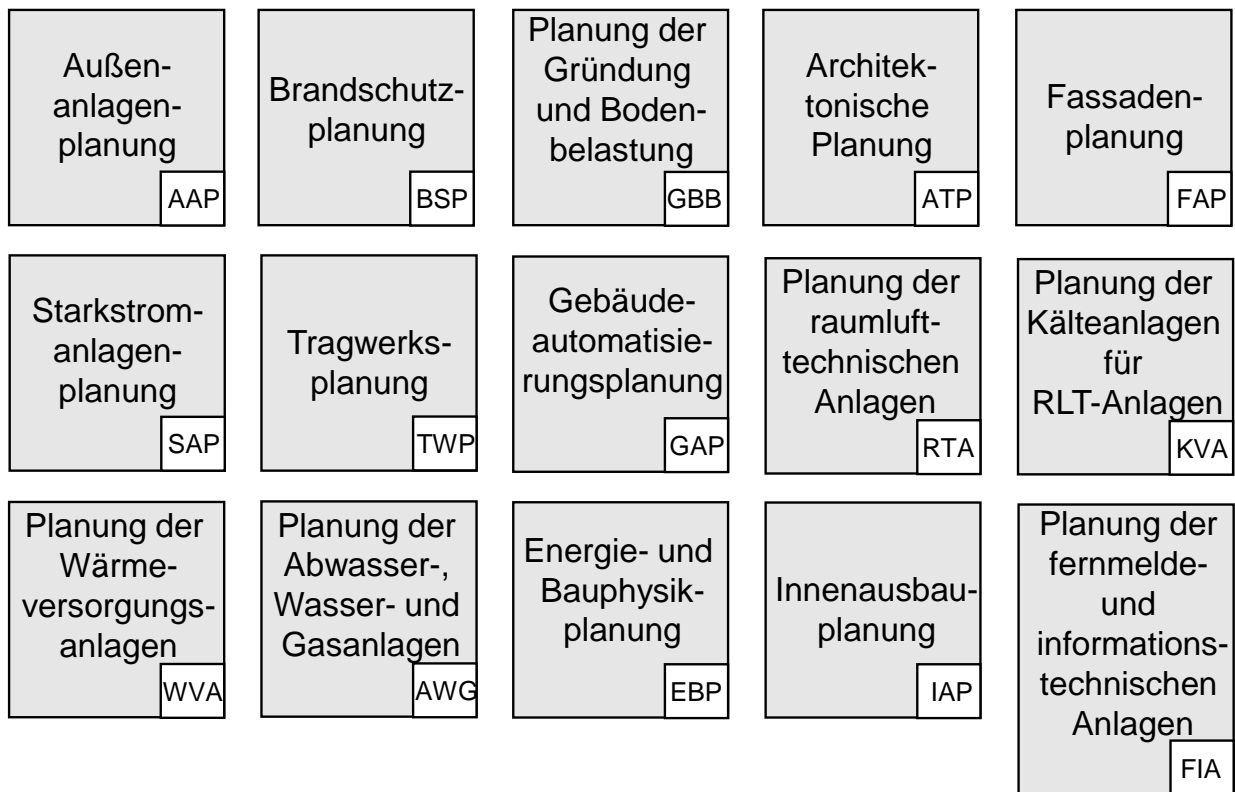 Außen-
anlagen-
planung
AAP
Brandschutz-
planung
BSP
Planung der
Gründung
und Boden-
belastung
GBB
Architek-
tonische
Planung
ATP
Fassaden-
planung
FAP
Starkstrom-
anlagen-
planung
SAP
Tragwerks-
planung
TWP
Gebäude-
automatisie-
rungsplanung
GAP
Planung der
raumluft-
technischen
Anlagen
RTA
Planung der
Kälteanlagen
für
RLT-Anlagen
KVA
Planung der
Wärme-
versorgungs-
anlagen
WVA
Planung der
Abwasser-,
Wasser- und
Gasanlagen
AWG
Energie- und
Bauphysik-
planung
EBP
Innenausbau-
planung
IAP
Planung der
fernmelde-
und
informations-
technischen
Anlagen
FIA